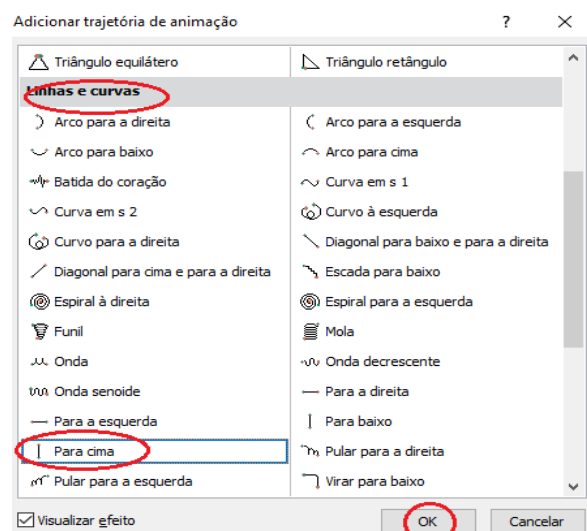 Adicionar trajetória de animação ? ×
Triângulo equilátero Triângulo retângulo
Linhas e curvas
Arco para a direita Arco para a esquerda
Arco para baixo Arco para cima
Batida do coração Curva em s 1
Curva em s 2 Curvo à esquerda
Curvo para a direita Diagonal para baixo e para a direita
Diagonal para cima e para a direita Escada para baixo
Espiral à direita Espiral para a esquerda
Funil Mola
Onda Onda decrescente
Onda senoide Para a direita
Para a esquerda Para baixo
Para cima Pular para a direita
Pular para a esquerda Virar para baixo
Visualizar efeito OK Cancelar